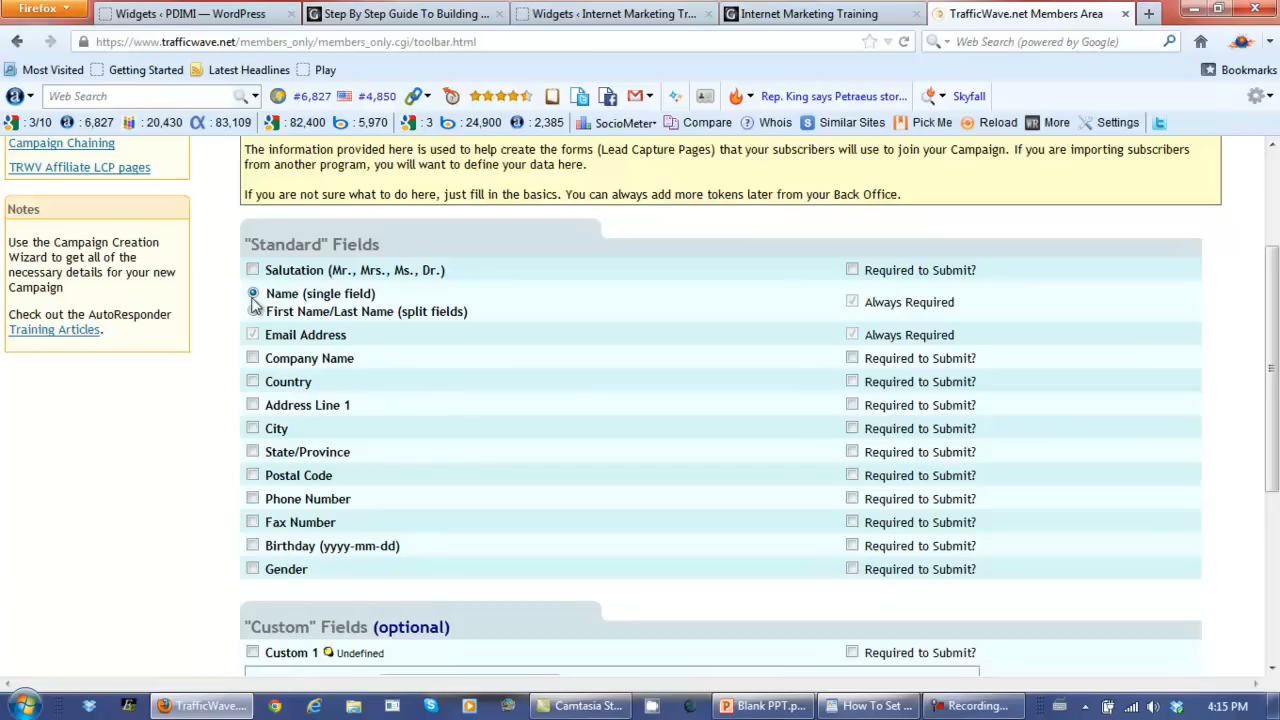 Firefox
Widgets ‹ PDIMI — WordPress
Step By Step Guide To Building ...
Widgets ‹ Internet Marketing Tr...
Internet Marketing Training
TrafficWave.net Members Area
https://www.trafficwave.net/members_only/members_only.cgi/toolbar.html
Web Search (powered by Google)
Most Visited
Getting Started
Latest Headlines
Play
Bookmarks
Web Search
#6,827
#4,850
Rep. King says Petraeus stor...
Skyfall
: 3/10
: 6,827
: 20,430
: 83,109
: 82,400
: 5,970
: 3
: 24,900
: 2,385
SocioMeter
Compare
Whois
Similar Sites
Pick Me
Reload
More
Settings
Campaign Chaining
TRWV Affiliate LCP pages
Notes
Use the Campaign Creation
Wizard to get all of the
necessary details for your new
Campaign
Check out the AutoResponder
Training Articles.
The information provided here is used to help create the forms (Lead Capture Pages) that your subscribers will use to join your Campaign. If you are importing subscribers
from another program, you will want to define your data here.
If you are not sure what to do here, just fill in the basics. You can always add more tokens later from your Back Office.
"Standard" Fields
Salutation (Mr., Mrs., Ms., Dr.)
Required to Submit?
Name (single field)
Always Required
First Name/Last Name (split fields)
Email Address
Always Required
Company Name
Required to Submit?
Country
Required to Submit?
Address Line 1
Required to Submit?
City
Required to Submit?
State/Province
Required to Submit?
Postal Code
Required to Submit?
Phone Number
Required to Submit?
Fax Number
Required to Submit?
Birthday (yyyy-mm-dd)
Required to Submit?
Gender
Required to Submit?
"Custom" Fields (optional)
Custom 1 Undefined
Required to Submit?
TrafficWave....
Camtasia St...
Blank PPT.p...
How To Set ...
Recording...
4:15 PM